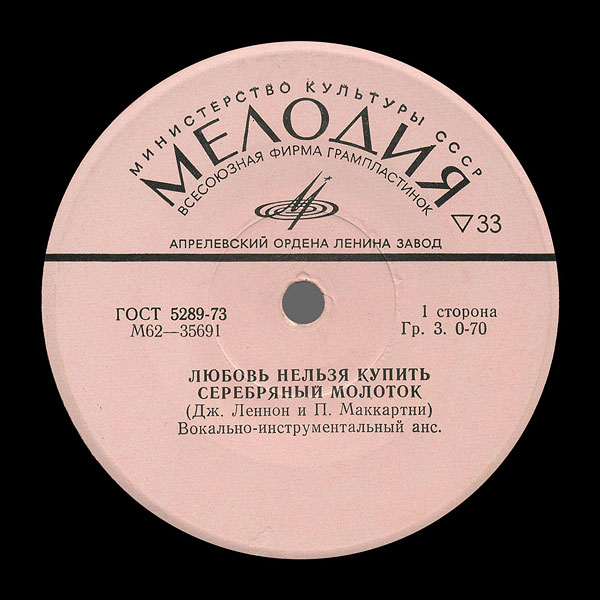 МИНИСТЕРСТВО КУЛЬТУРЫ СССР
МЕЛОДИЯ
ВСЕСОЮЗНАЯ ФИРМА ГРАМПЛАСТИНОК
▽33
АПРЕЛЕВСКИЙ ОРДЕНА ЛЕНИНА ЗАВОД
ГОСТ 5289-73
М62—35691
1 сторона
Гр. 3. 0-70
ЛЮБОВЬ НЕЛЬЗЯ КУПИТЬ
СЕРЕБРЯНЫЙ МОЛОТОК
(Дж. Леннон и П. Маккартни)
Вокально-инструментальный анс.